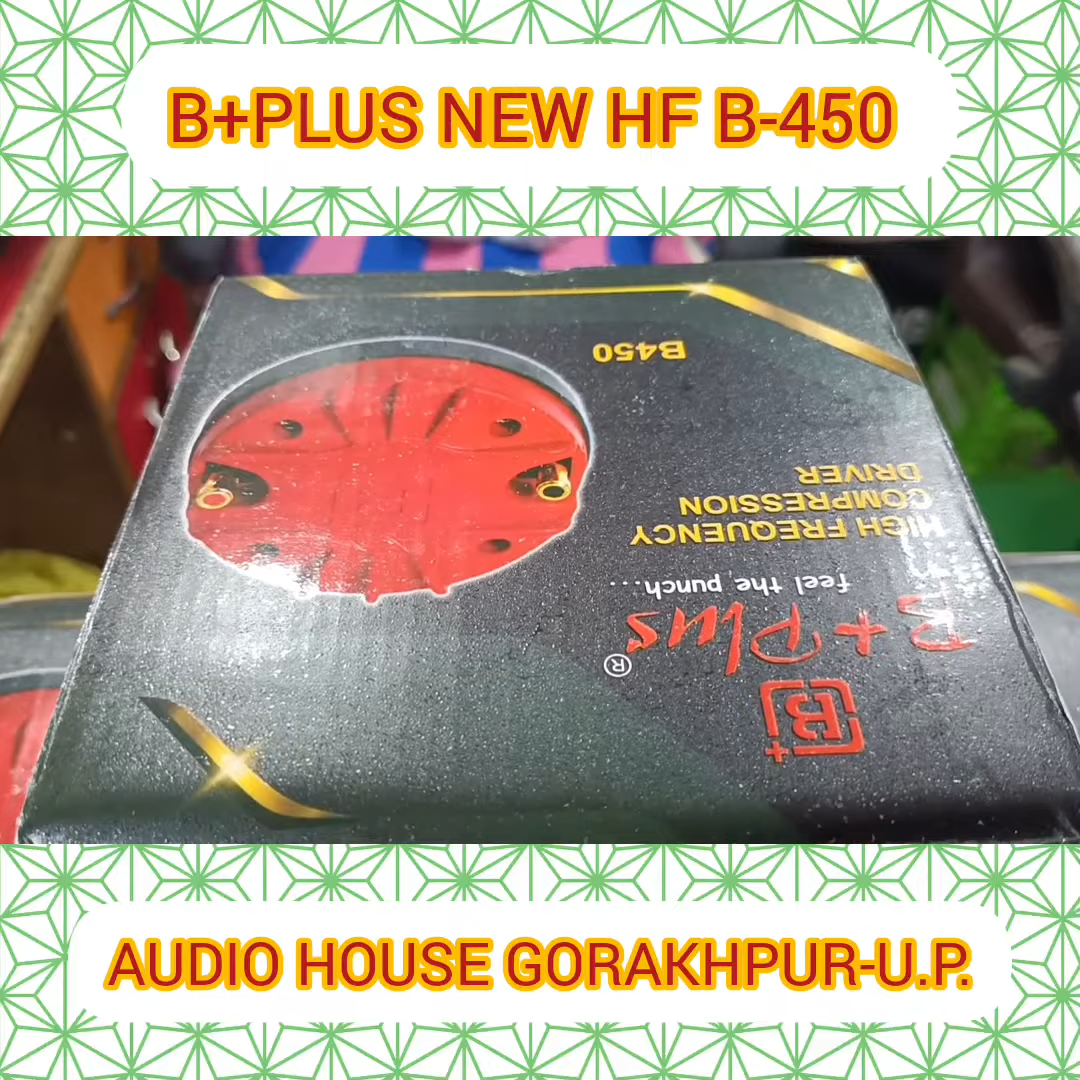 B+PLUS NEW HF B-450
B+
B+Plus®
feel the punch...
HIGH FREQUENCY
COMPRESSION
DRIVER
B450
AUDIO HOUSE GORAKHPUR-U.P.